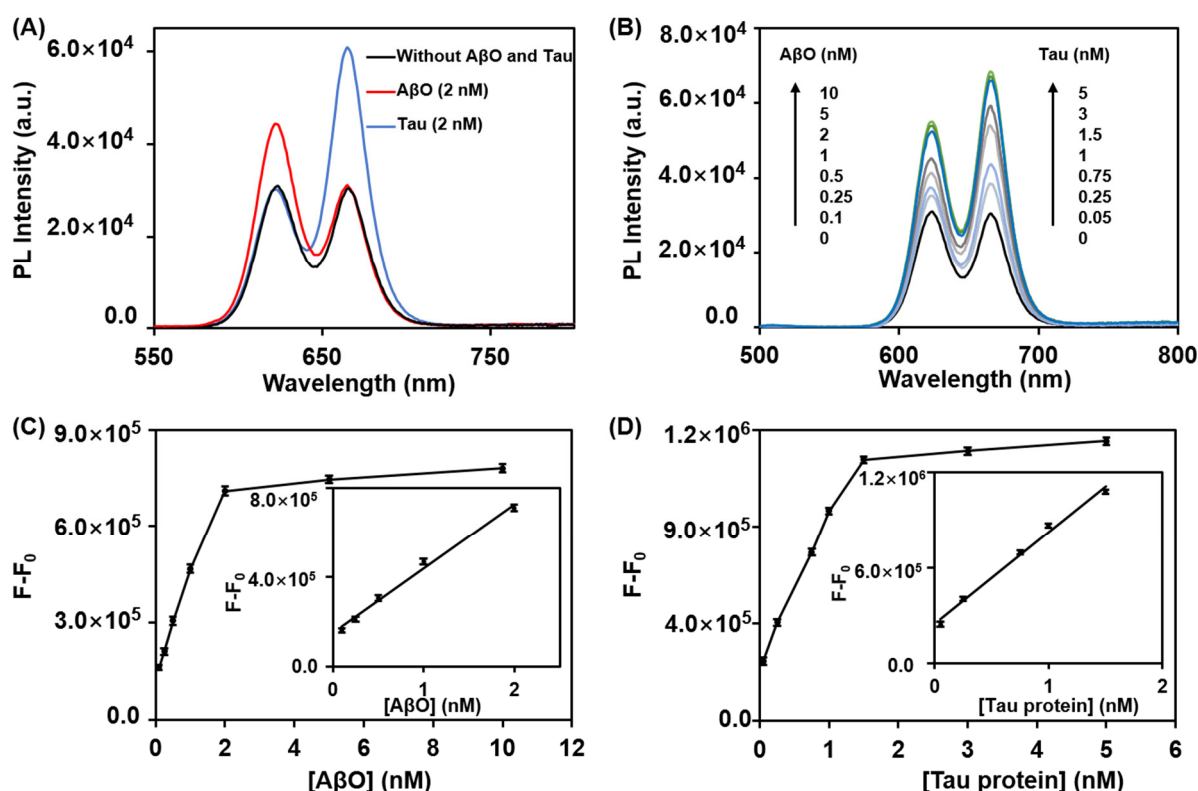 (A)
6.0×10⁴
4.0×10⁴
2.0×10⁴
0.0
PL Intensity (a.u.)
Without AβO and Tau
AβO (2 nM)
Tau (2 nM)
550 650 750
Wavelength (nm)
(B)
8.0×10⁴
6.0×10⁴
4.0×10⁴
2.0×10⁴
0.0
PL Intensity (a.u.)
AβO (nM)
10
5
2
1
0.5
0.25
0.1
0
Tau (nM)
5
3
1.5
1
0.75
0.25
0.05
0
500 600 700 800
Wavelength (nm)
(C)
9.0×10⁵
6.0×10⁵
3.0×10⁵
0.0
F-F₀
8.0×10⁵
4.0×10⁵
0.0
F-F₀
0 1 2
[AβO] (nM)
0 2 4 6 8 10 12
[AβO] (nM)
(D)
1.2×10⁶
9.0×10⁵
4.0×10⁵
0.0
F-F₀
1.2×10⁶
6.0×10⁵
0.0
F-F₀
0 1 2
[Tau protein] (nM)
0 1 2 3 4 5 6
[Tau protein] (nM)